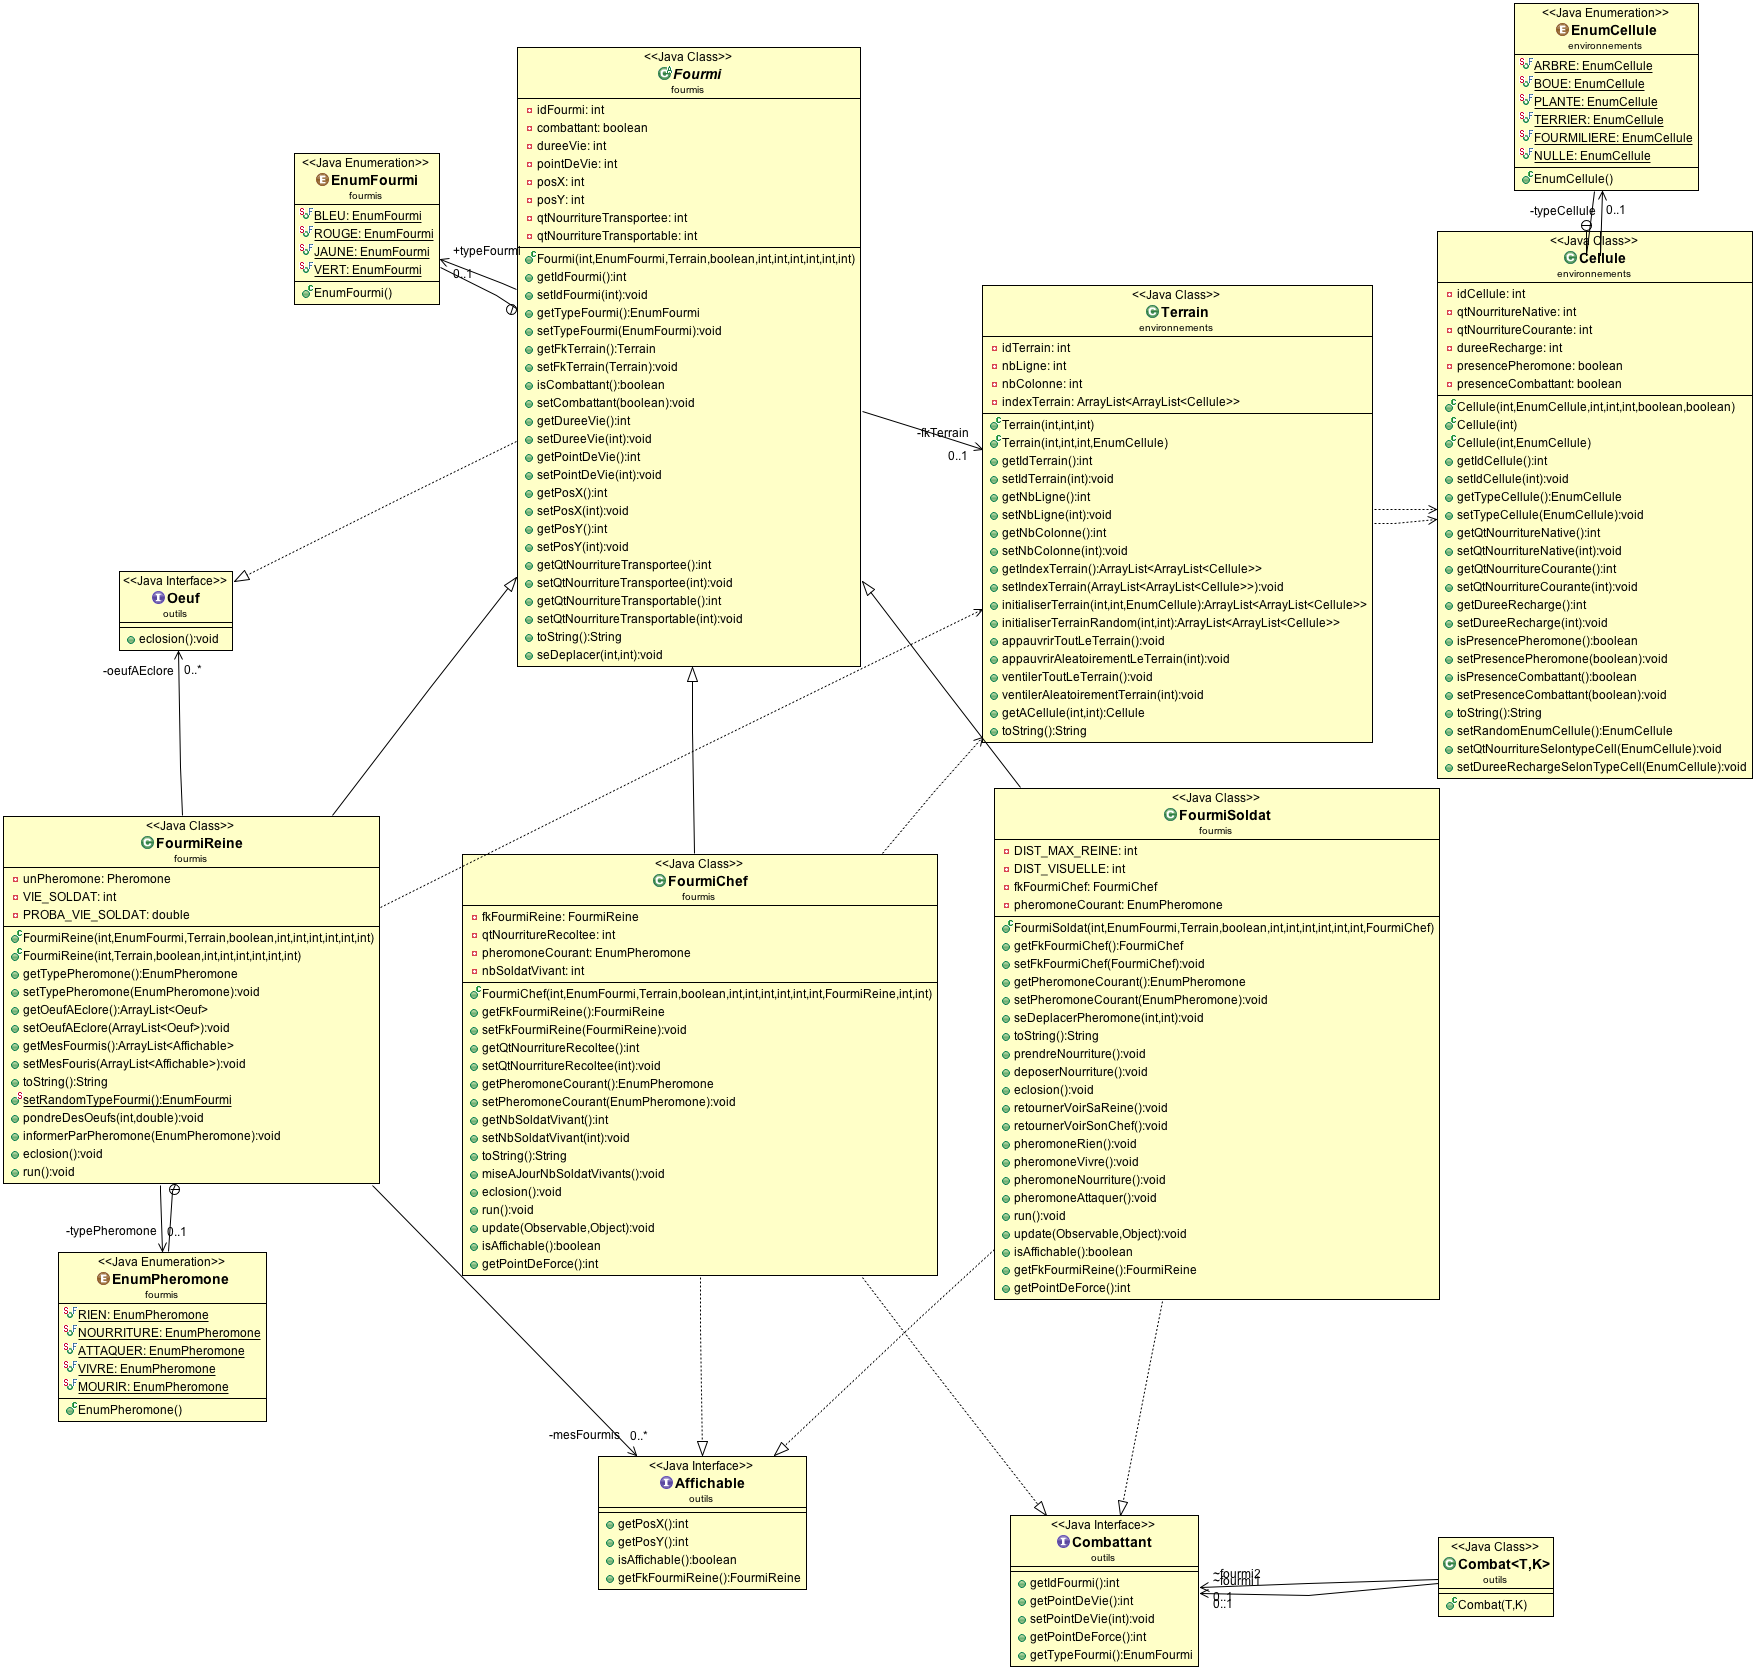 <<Java Enumeration>>
EnumCellule
environnements
ARBRE: EnumCellule
BOUE: EnumCellule
PLANTE: EnumCellule
TERRIER: EnumCellule
FOURMILIERE: EnumCellule
NULLE: EnumCellule
EnumCellule()
-typeCellule
0..1
<<Java Class>>
Fourmi
fourmis
idFourmi: int
combattant: boolean
dureeVie: int
pointDeVie: int
posX: int
posY: int
qtNourritureTransportee: int
qtNourritureTransportable: int
Fourmi(int,EnumFourmi,Terrain,boolean,int,int,int,int,int,int)
getIdFourmi():int
setIdFourmi(int):void
getTypeFourmi():EnumFourmi
setTypeFourmi(EnumFourmi):void
getFkTerrain():Terrain
setFkTerrain(Terrain):void
isCombattant():boolean
setCombattant(boolean):void
getDureeVie():int
setDureeVie(int):void
getPointDeVie():int
setPointDeVie(int):void
getPosX():int
setPosX(int):void
getPosY():int
setPosY(int):void
getQtNourritureTransportee():int
setQtNourritureTransportee(int):void
getQtNourritureTransportable():int
setQtNourritureTransportable(int):void
toString():String
seDeplacer(int,int):void
<<Java Enumeration>>
EnumFourmi
fourmis
BLEU: EnumFourmi
ROUGE: EnumFourmi
JAUNE: EnumFourmi
VERT: EnumFourmi
EnumFourmi()
+typeFourmi
0..1
<<Java Class>>
Terrain
environnements
idTerrain: int
nbLigne: int
nbColonne: int
indexTerrain: ArrayList<ArrayList<Cellule>>
Terrain(int,int,int)
Terrain(int,int,int,EnumCellule)
getIdTerrain():int
setIdTerrain(int):void
getNbLigne():int
setNbLigne(int):void
getNbColonne():int
setNbColonne(int):void
getIndexTerrain():ArrayList<ArrayList<Cellule>>
setIndexTerrain(ArrayList<ArrayList<Cellule>>):void
initialiserTerrain(int,int,EnumCellule):ArrayList<ArrayList<Cellule>>
initialiserTerrainRandom(int,int):ArrayList<ArrayList<Cellule>>
appauvrirToutLeTerrain():void
appauvrirAleatoirementLeTerrain(int):void
ventilerToutLeTerrain():void
ventilerAleatoirementTerrain(int):void
getACellule(int,int):Cellule
toString():String
-fkTerrain
0..1
<<Java Class>>
Cellule
environnements
idCellule: int
qtNourritureNative: int
qtNourritureCourante: int
dureeRecharge: int
presencePheromone: boolean
presenceCombattant: boolean
Cellule(int,EnumCellule,int,int,int,boolean,boolean)
Cellule(int)
Cellule(int,EnumCellule)
getIdCellule():int
setIdCellule(int):void
getTypeCellule():EnumCellule
setTypeCellule(EnumCellule):void
getQtNourritureNative():int
setQtNourritureNative(int):void
getQtNourritureCourante():int
setQtNourritureCourante(int):void
getDureeRecharge():int
setDureeRecharge(int):void
isPresencePheromone():boolean
setPresencePheromone(boolean):void
isPresenceCombattant():boolean
setPresenceCombattant(boolean):void
toString():String
setRandomEnumCellule():EnumCellule
setQtNourritureSelontypeCell(EnumCellule):void
setDureeRechargeSelonTypeCell(EnumCellule):void
<<Java Interface>>
Oeuf
outils
eclosion():void
-oeufAEclore
0..*
<<Java Class>>
FourmiReine
fourmis
unPheromone: Pheromone
VIE_SOLDAT: int
PROBA_VIE_SOLDAT: double
FourmiReine(int,EnumFourmi,Terrain,boolean,int,int,int,int,int,int)
FourmiReine(int,Terrain,boolean,int,int,int,int,int,int)
getTypePheromone():EnumPheromone
setTypePheromone(EnumPheromone):void
getOeufAEclore():ArrayList<Oeuf>
setOeufAEclore(ArrayList<Oeuf>):void
getMesFourmis():ArrayList<Affichable>
setMesFouris(ArrayList<Affichable>):void
toString():String
setRandomTypeFourmi():EnumFourmi
pondreDesOeufs(int,double):void
informerParPheromone(EnumPheromone):void
eclosion():void
run():void
<<Java Class>>
FourmiChef
fourmis
fkFourmiReine: FourmiReine
qtNourritureRecoltee: int
pheromoneCourant: EnumPheromone
nbSoldatVivant: int
FourmiChef(int,EnumFourmi,Terrain,boolean,int,int,int,int,int,int,FourmiReine,int,int)
getFkFourmiReine():FourmiReine
setFkFourmiReine(FourmiReine):void
getQtNourritureRecoltee():int
setQtNourritureRecoltee(int):void
getPheromoneCourant():EnumPheromone
setPheromoneCourant(EnumPheromone):void
getNbSoldatVivant():int
setNbSoldatVivant(int):void
toString():String
miseAJourNbSoldatVivants():void
eclosion():void
run():void
update(Observable,Object):void
isAffichable():boolean
getPointDeForce():int
<<Java Class>>
FourmiSoldat
fourmis
DIST_MAX_REINE: int
DIST_VISUELLE: int
fkFourmiChef: FourmiChef
pheromoneCourant: EnumPheromone
FourmiSoldat(int,EnumFourmi,Terrain,boolean,int,int,int,int,int,int,FourmiChef)
getFkFourmiChef():FourmiChef
setFkFourmiChef(FourmiChef):void
getPheromoneCourant():EnumPheromone
setPheromoneCourant(EnumPheromone):void
seDeplacerPheromone(int,int):void
toString():String
prendreNourriture():void
deposerNourriture():void
eclosion():void
retournerVoirSaReine():void
retournerVoirSonChef():void
pheromoneRien():void
pheromoneVivre():void
pheromoneNourriture():void
pheromoneAttaquer():void
run():void
update(Observable,Object):void
isAffichable():boolean
getFkFourmiReine():FourmiReine
getPointDeForce():int
-typePheromone
0..1
<<Java Enumeration>>
EnumPheromone
fourmis
RIEN: EnumPheromone
NOURRITURE: EnumPheromone
ATTAQUER: EnumPheromone
VIVRE: EnumPheromone
MOURIR: EnumPheromone
EnumPheromone()
-mesFourmis
0..*
<<Java Interface>>
Affichable
outils
getPosX():int
getPosY():int
isAffichable():boolean
getFkFourmiReine():FourmiReine
<<Java Interface>>
Combattant
outils
getIdFourmi():int
getPointDeVie():int
setPointDeVie(int):void
getPointDeForce():int
getTypeFourmi():EnumFourmi
~fourmi2
~fourmi1
0..1
0..1
<<Java Class>>
Combat<T,K>
outils
Combat(T,K)